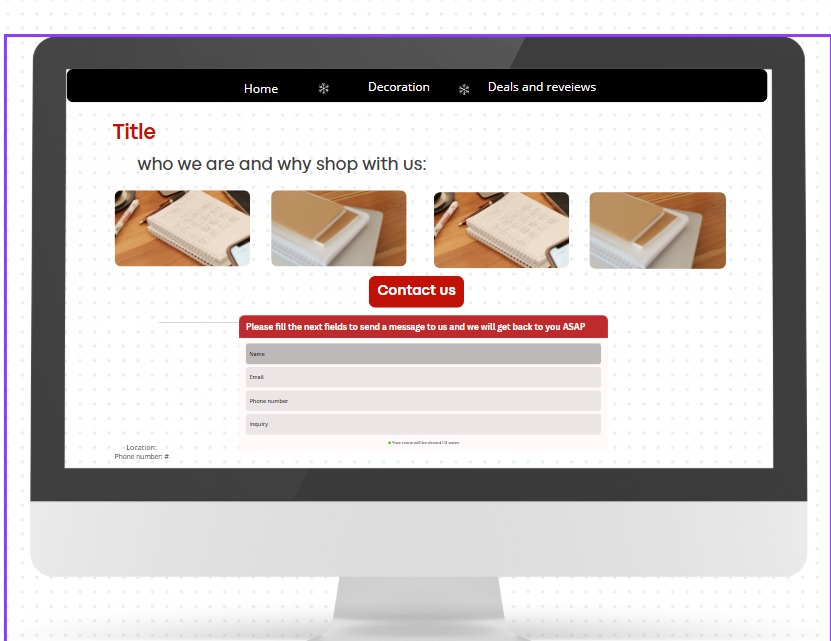 Home
Decoration
Deals and reveiews
Title
who we are and why shop with us:
Contact us
Please fill the next fields to send a message to us and we will get back to you ASAP
Name
Email
Phone number
Inquiry
Your name will be shared | 0 votes
Location:
Phone number: #